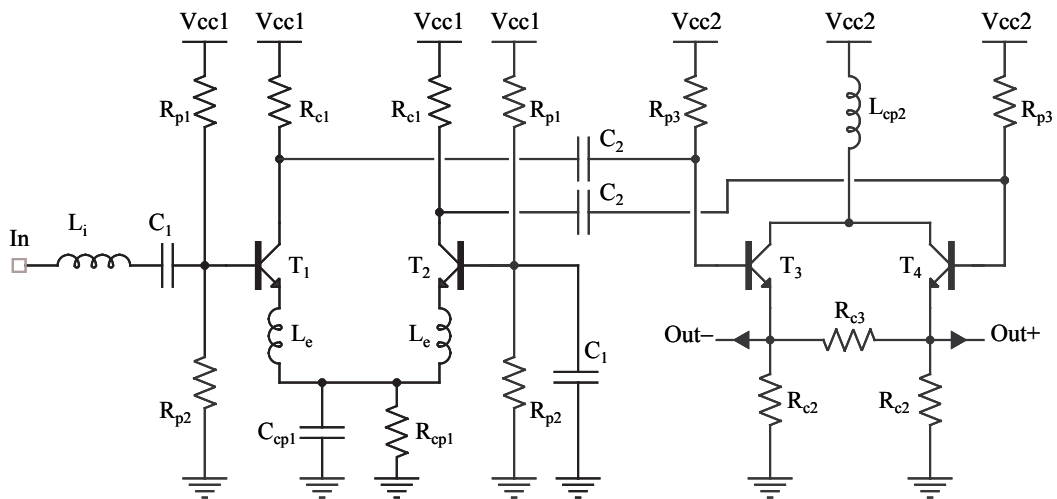 Vcc1 Vcc1 Vcc1 Vcc1 Vcc2 Vcc2 Vcc2
Rp1 Rc1 Rc1 Rp1 Rp3 Lcp2 Rp3
C2
C2
In Li C1 T1 T2 T3 T4
Le Le Rc3
Out− Out+
C1
Rp2 Rp2 Rc2 Rc2
Ccp1 Rcp1